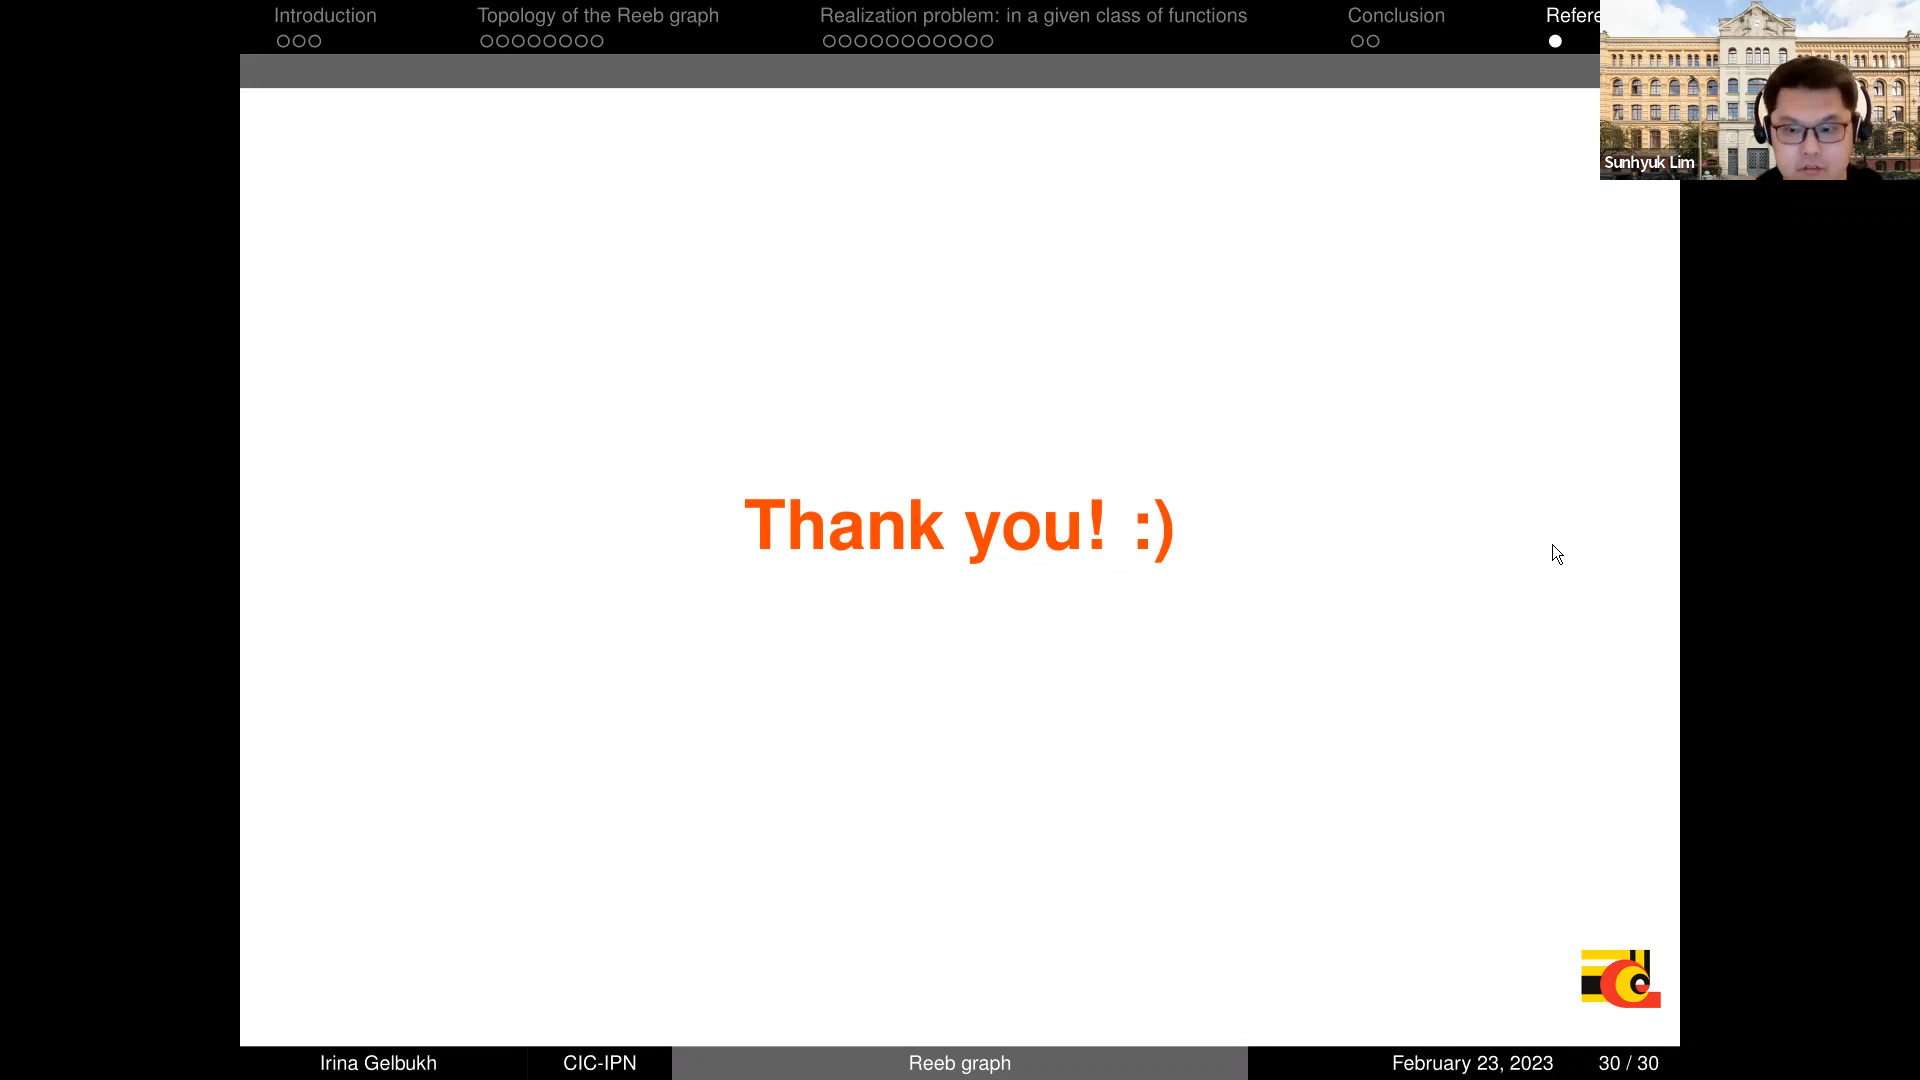 Introduction
Topology of the Reeb graph
Realization problem: in a given class of functions
Conclusion
Refere
Sunhyuk Lim
Thank you! :)
Irina Gelbukh
CIC-IPN
Reeb graph
February 23, 2023
30 / 30